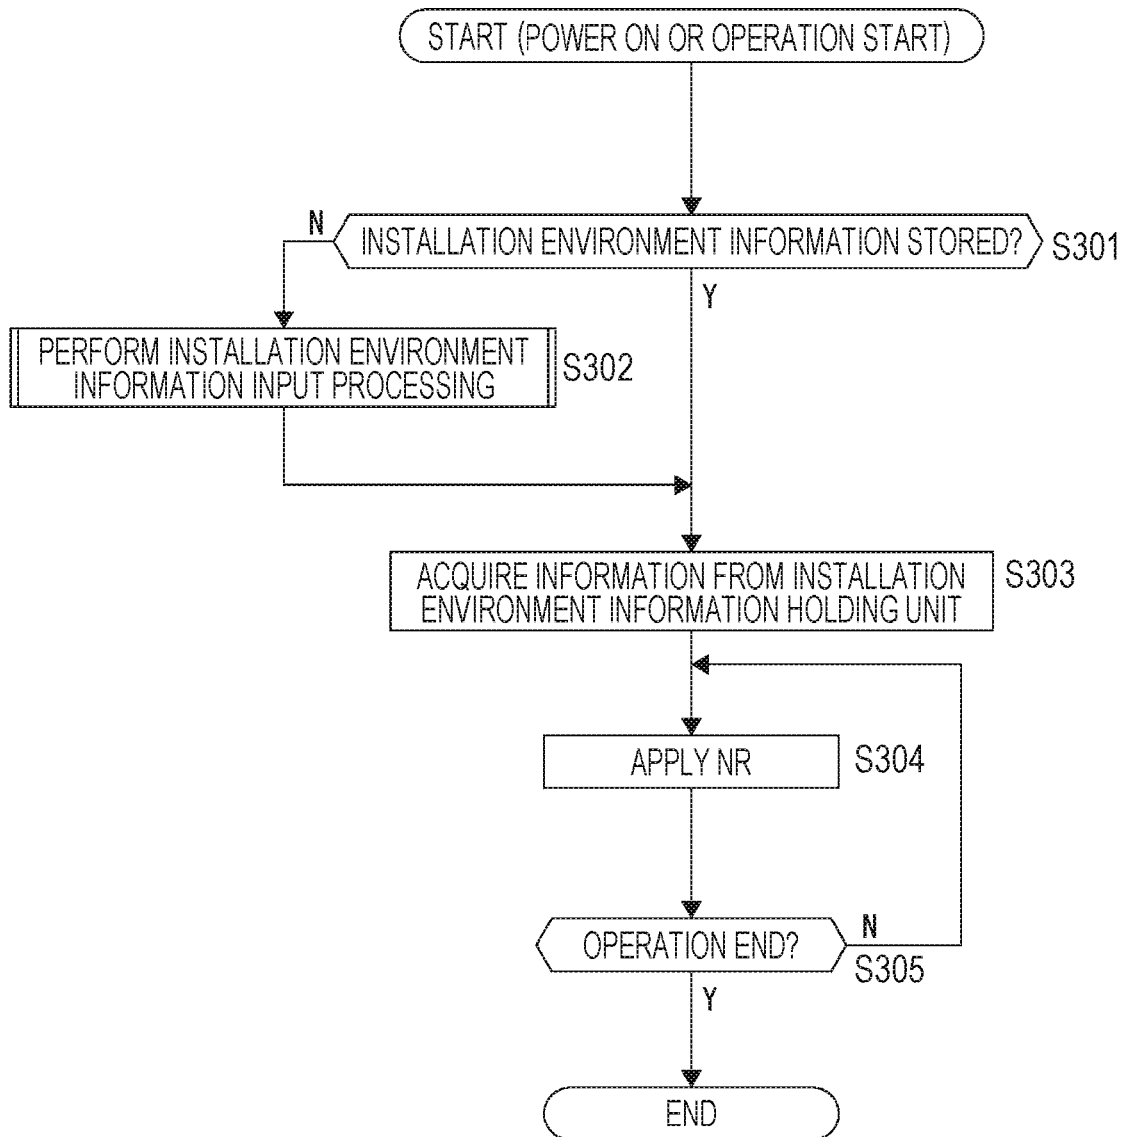 START (POWER ON OR OPERATION START)
N
INSTALLATION ENVIRONMENT INFORMATION STORED?
S301
Y
PERFORM INSTALLATION ENVIRONMENT
INFORMATION INPUT PROCESSING
S302
ACQUIRE INFORMATION FROM INSTALLATION
ENVIRONMENT INFORMATION HOLDING UNIT
S303
APPLY NR
S304
OPERATION END?
N
S305
Y
END